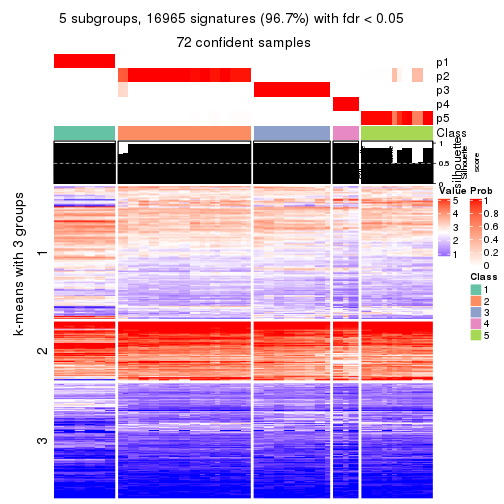 5 subgroups, 16965 signatures (96.7%) with fdr < 0.05
72 confident samples
p1
p2
p3
p4
p5
Class
1
0.5
0
silhouette
Silhouette
score
k-means with 3 groups
1
2
3
Value
5
4
3
2
1
Prob
1
0.8
0.6
0.4
0.2
0
Class
1
2
3
4
5